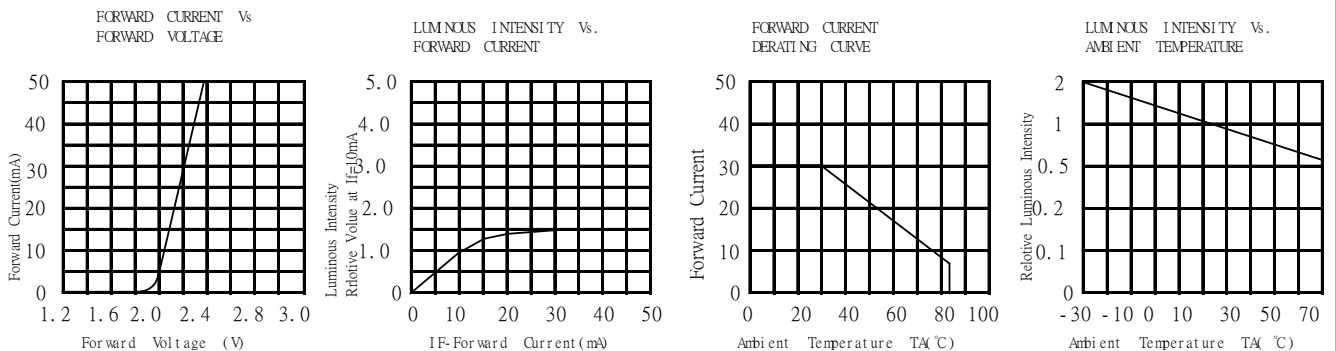 FORWARD CURRENT Vs
FORWARD VOLTAGE
50
40
30
20
10
0
Forward Current(mA)
1.2 1.6 2.0 2.4 2.8 3.0
Forward Voltage (V)
LUMINOUS INTENSITY Vs.
FORWARD CURRENT
5.0
4.0
3.0
2.0
1.0
0
Luminous Intensity
Rrlotive Volue at If=10mA
0 10 20 30 40 50
IF-Forward Current(mA)
FORWARD CURRENT
DERATING CURVE
50
40
30
20
10
0
Forward Current
0 20 40 60 80 100
Ambient Temperature TA(℃)
LUMINOUS INTENSITY Vs.
AMBIENT TEMPERATURE
2
1
0.5
0.2
0.1
0
Relotive Luminous Intensity
-30 -10 0 10 30 50 70
Ambient Temperature TA(℃)